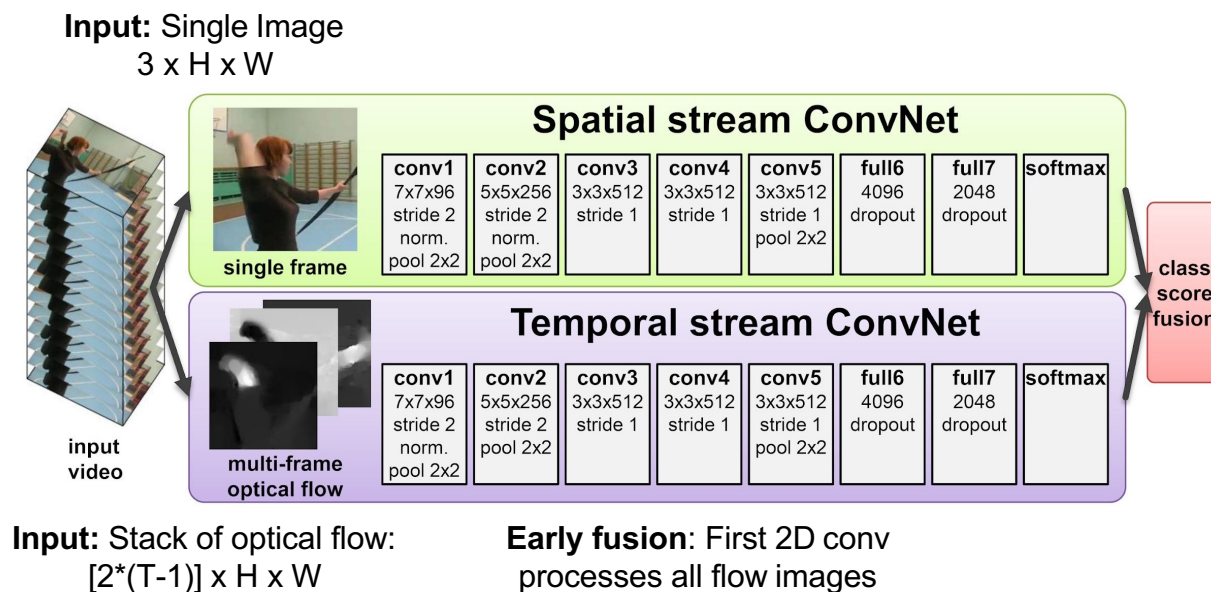 Input: Single Image
3 x H x W
Spatial stream ConvNet
single frame
conv1
7x7x96
stride 2
norm.
pool 2x2
conv2
5x5x256
stride 2
norm.
pool 2x2
conv3
3x3x512
stride 1
conv4
3x3x512
stride 1
conv5
3x3x512
stride 1
pool 2x2
full6
4096
dropout
full7
2048
dropout
softmax
input
video
Temporal stream ConvNet
multi-frame
optical flow
conv1
7x7x96
stride 2
norm.
pool 2x2
conv2
5x5x256
stride 2
pool 2x2
conv3
3x3x512
stride 1
conv4
3x3x512
stride 1
conv5
3x3x512
stride 1
pool 2x2
full6
4096
dropout
full7
2048
dropout
softmax
class
score
fusion
Input: Stack of optical flow:
[2*(T-1)] x H x W
Early fusion: First 2D conv
processes all flow images